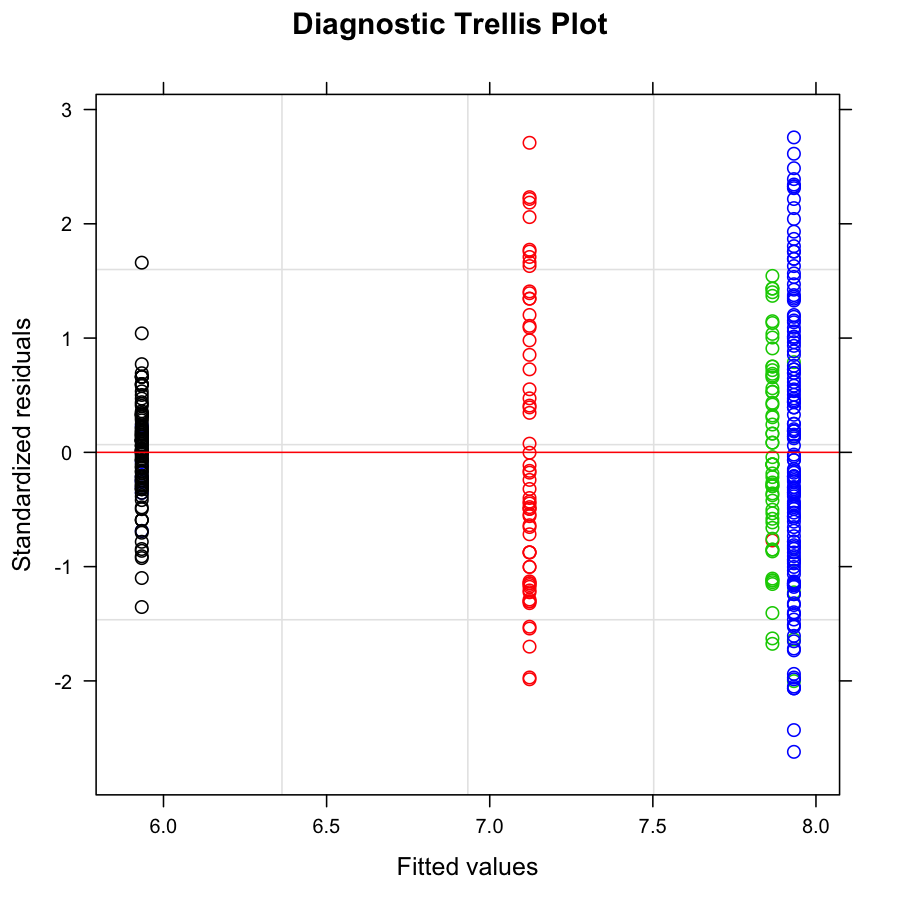 Diagnostic Trellis Plot
3
2
1
0
-1
-2
Standardized residuals
6.0 6.5 7.0 7.5 8.0
Fitted values